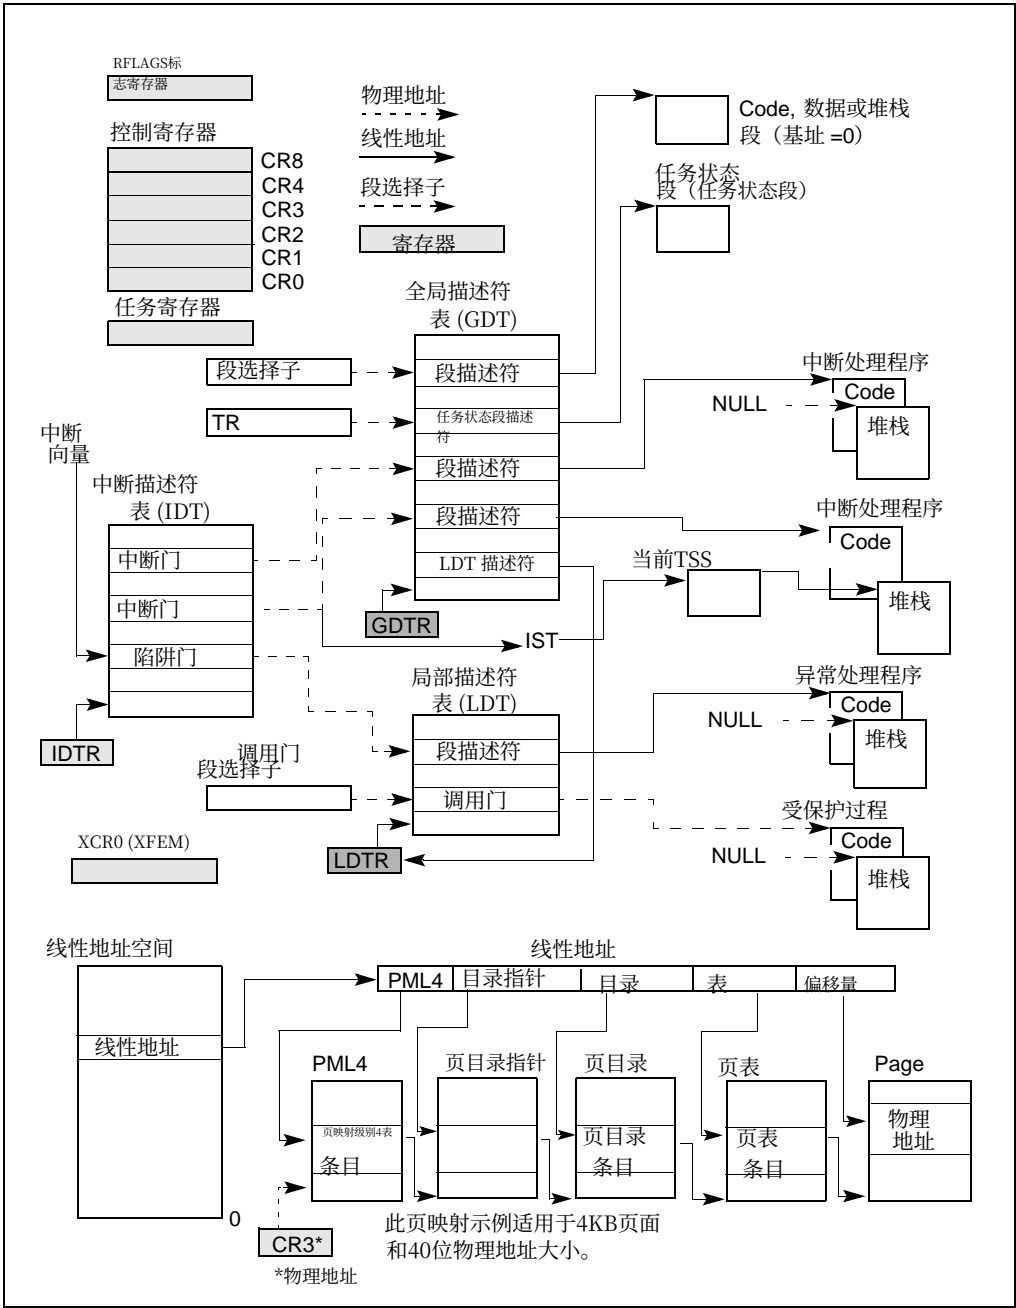 RFLAGS标
志寄存器
控制寄存器
CR8
CR4
CR3
CR2
CR1
CR0
任务寄存器
物理地址
线性地址
段选择子
寄存器
Code, 数据或堆栈
段（基址 =0）
任务状态
段（任务状态段）
全局描述符
表 (GDT)
段选择子
段描述符
TR
任务状态段描述
符
段描述符
段描述符
LDT 描述符
GDTR
中断
向量
中断描述符
表 (IDT)
中断门
中断门
陷阱门
IDTR
中断处理程序
Code
NULL
堆栈
中断处理程序
Code
当前TSS
堆栈
IST
局部描述符
表 (LDT)
段描述符
调用门
调用门
段选择子
LDTR
异常处理程序
Code
NULL
堆栈
受保护过程
Code
NULL
堆栈
XCR0 (XFEM)
线性地址空间
线性地址
0
线性地址
PML4 目录指针 目录 表 偏移量
PML4
页映射级别4表
条目
页目录指针
页目录
页目录
条目
页表
页表
条目
Page
物理
地址
CR3*
*物理地址
此页映射示例适用于4KB页面
和40位物理地址大小。